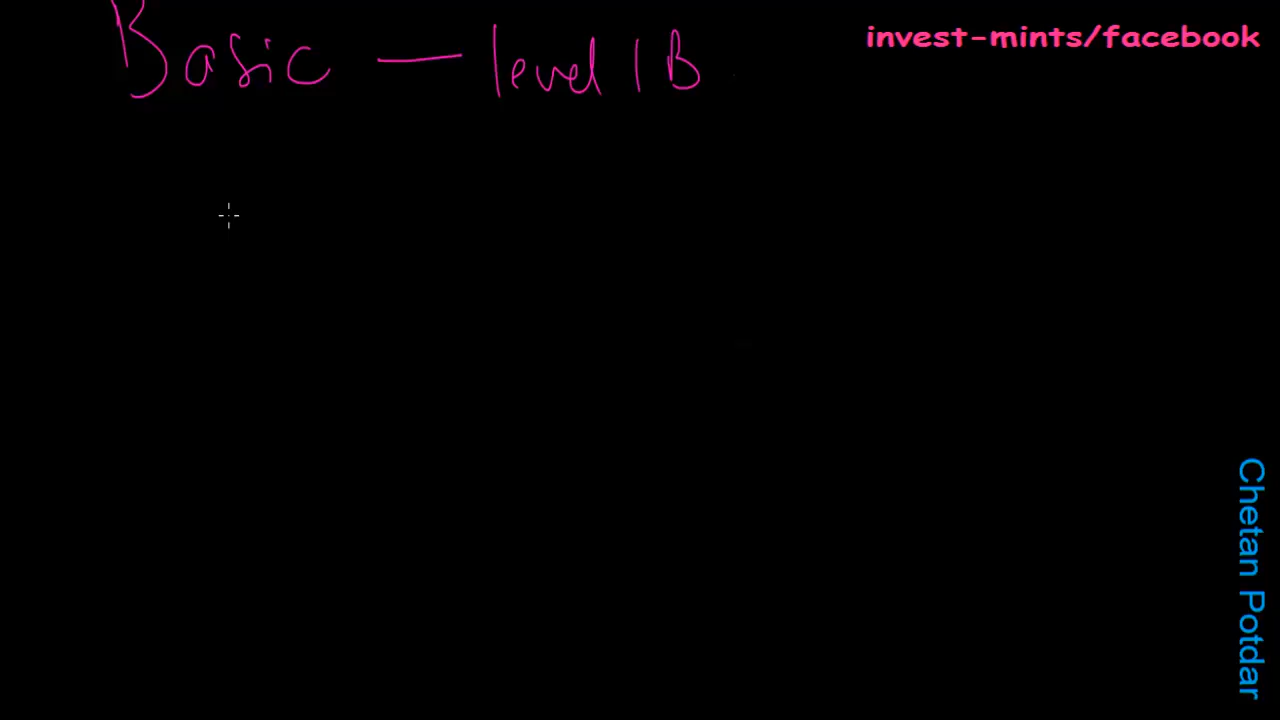 Basic — level 1B
invest-mints/facebook
Chetan Potdar